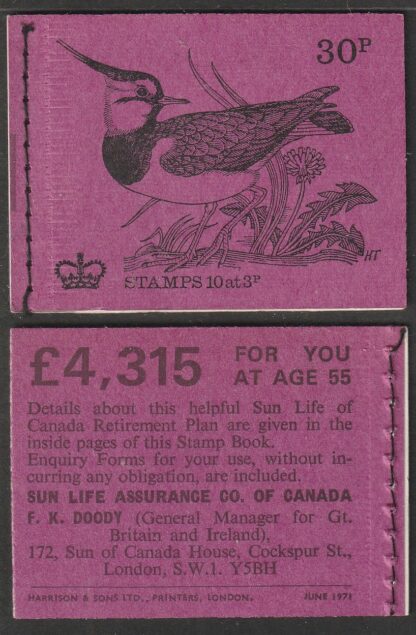 30P
STAMPS 10 at 3P
HT
£4,315 FOR YOU
AT AGE 55
Details about this helpful Sun Life of
Canada Retirement Plan are given in the
inside pages of this Stamp Book.
Enquiry Forms for your use, without in-
curring any obligation, are included.
SUN LIFE ASSURANCE CO. OF CANADA
F. K. DOODY (General Manager for Gt.
Britain and Ireland),
172, Sun of Canada House, Cockspur St.,
London, S.W.1. Y5BH
HARRISON & SONS LTD., PRINTERS, LONDON. JUNE 1971